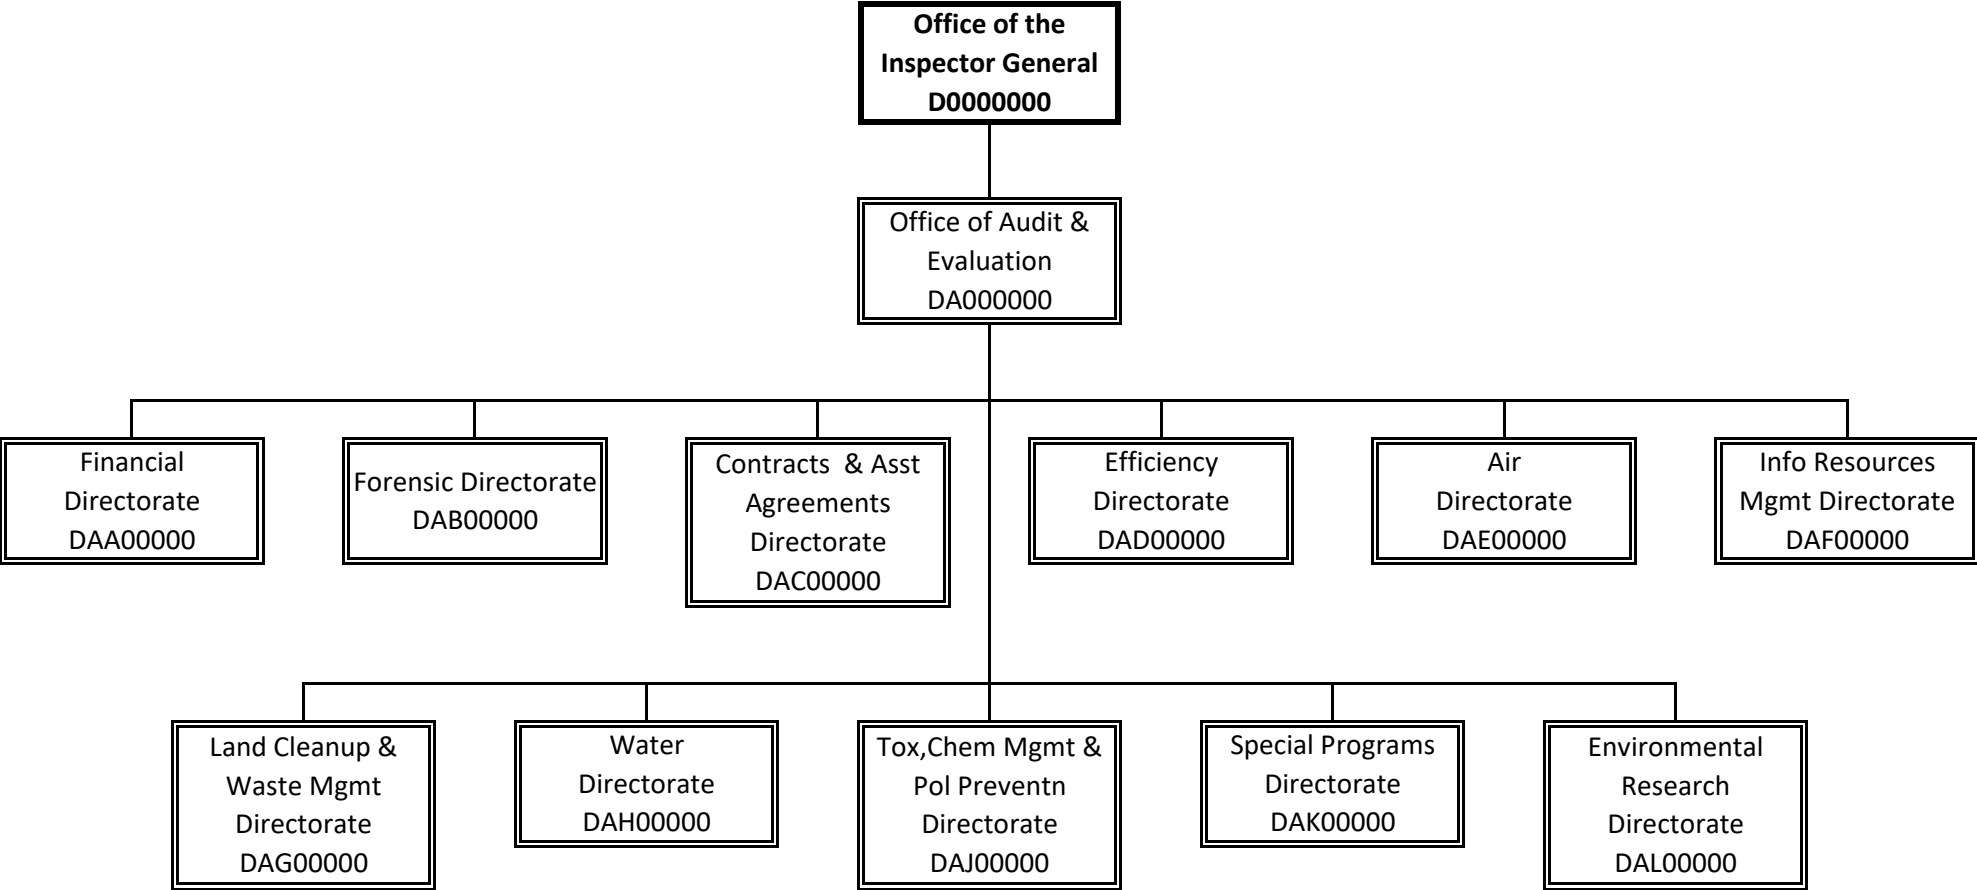 Office of the
Inspector General
D0000000
Office of Audit &
Evaluation
DA000000
Financial
Directorate
DAA00000
Forensic Directorate
DAB00000
Contracts  & Asst
Agreements
Directorate
DAC00000
Efficiency
Directorate
DAD00000
Air
Directorate
DAE00000
Info Resources
Mgmt Directorate
DAF00000
Land Cleanup &
Waste Mgmt
Directorate
DAG00000
Water
Directorate
DAH00000
Tox,Chem Mgmt &
Pol Preventn
Directorate
DAJ00000
Special Programs
Directorate
DAK00000
Environmental
Research
Directorate
DAL00000